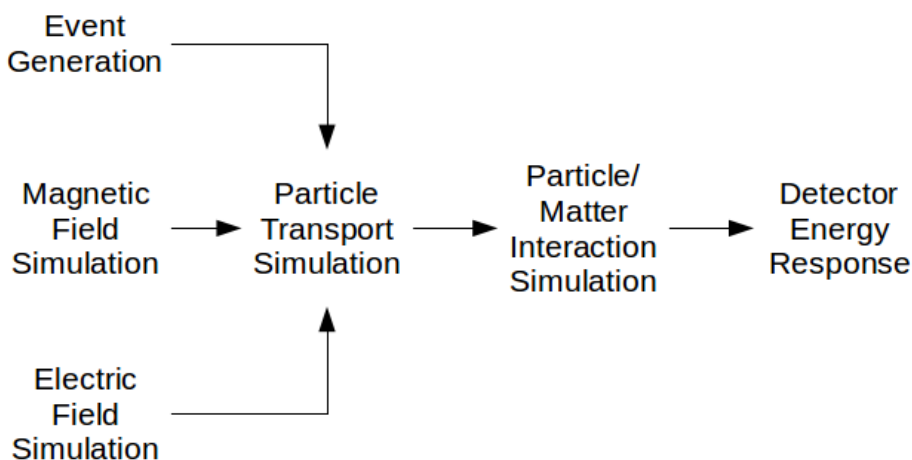 Event
Generation
Magnetic
Field
Simulation
Particle
Transport
Simulation
Particle/
Matter
Interaction
Simulation
Detector
Energy
Response
Electric
Field
Simulation